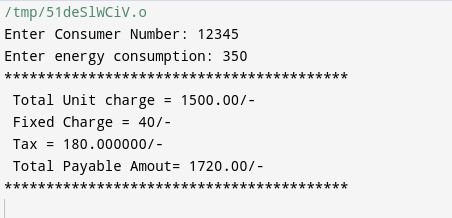 /tmp/51deSlWCiV.o
Enter Consumer Number: 12345
Enter energy consumption: 350
*****************************************
Total Unit charge = 1500.00/-
Fixed Charge = 40/-
Tax = 180.000000/-
Total Payable Amout= 1720.00/-
*****************************************